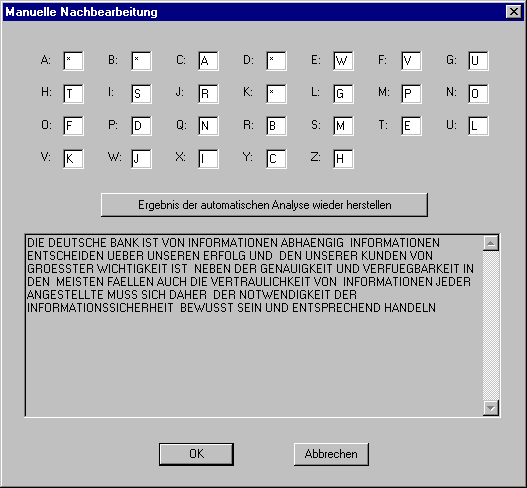 Manuelle Nachbearbeitung
A: * B: * C: A D: * E: W F: V G: U
H: T I: S J: R K: * L: G M: P N: O
O: F P: D Q: N R: B S: M T: E U: L
V: K W: J X: I Y: C Z: H
Ergebnis der automatischen Analyse wieder herstellen
DIE DEUTSCHE BANK IST VON INFORMATIONEN ABHAENGIG INFORMATIONEN
ENTSCHEIDEN UEBER UNSEREN ERFOLG UND DEN UNSERER KUNDEN VON
GROESSTER WICHTIGKEIT IST NEBEN DER GENAUIGKEIT UND VERFUEGBARKEIT IN
DEN MEISTEN FAELLEN AUCH DIE VERTRAULICHKEIT VON INFORMATIONEN JEDER
ANGESTELLTE MUSS SICH DAHER DER NOTWENDIGKEIT DER
INFORMATIONSSICHERHEIT BEWUSST SEIN UND ENTSPRECHEND HANDELN
OK Abbrechen